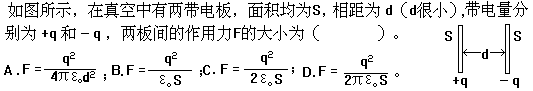 如图所示，在真空中有两带电板，面积均为S，相距为 d（d很小），带电量分
别为 +q 和 －q ，两板间的作用力F的大小为（ ）。
A．F＝q²/4πε₀d² ；B．F＝q²/ε₀S ；C．F＝q²/2ε₀S ；D．F＝q²/2πε₀S 。
S S
d
+q －q